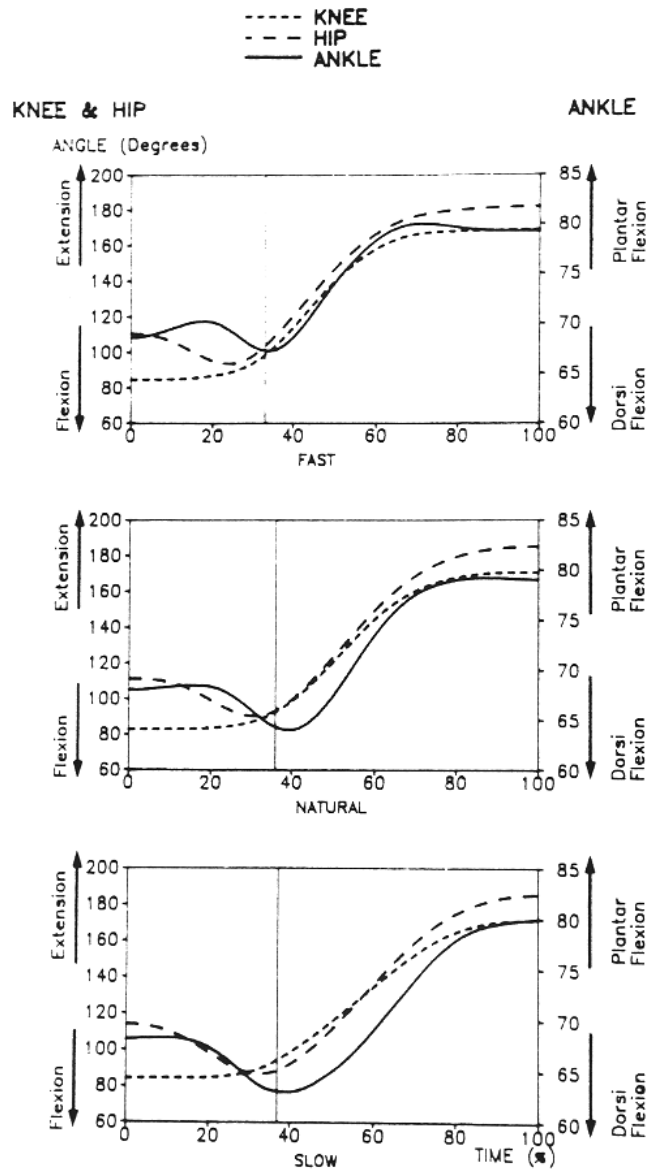 KNEE
HIP
ANKLE
KNEE & HIP
ANKLE
ANGLE (Degrees)
Extension
Flexion
200
180
160
140
120
100
80
60
85
80
75
70
65
60
Plantar
Flexion
Dorsi
Flexion
0 20 40 60 80 100
FAST
Extension
Flexion
200
180
160
140
120
100
80
60
85
80
75
70
65
60
Plantar
Flexion
Dorsi
Flexion
0 20 40 60 80 100
NATURAL
Extension
Flexion
200
180
160
140
120
100
80
60
85
80
75
70
65
60
Plantar
Flexion
Dorsi
Flexion
0 20 40 60 80 100
SLOW TIME (%)